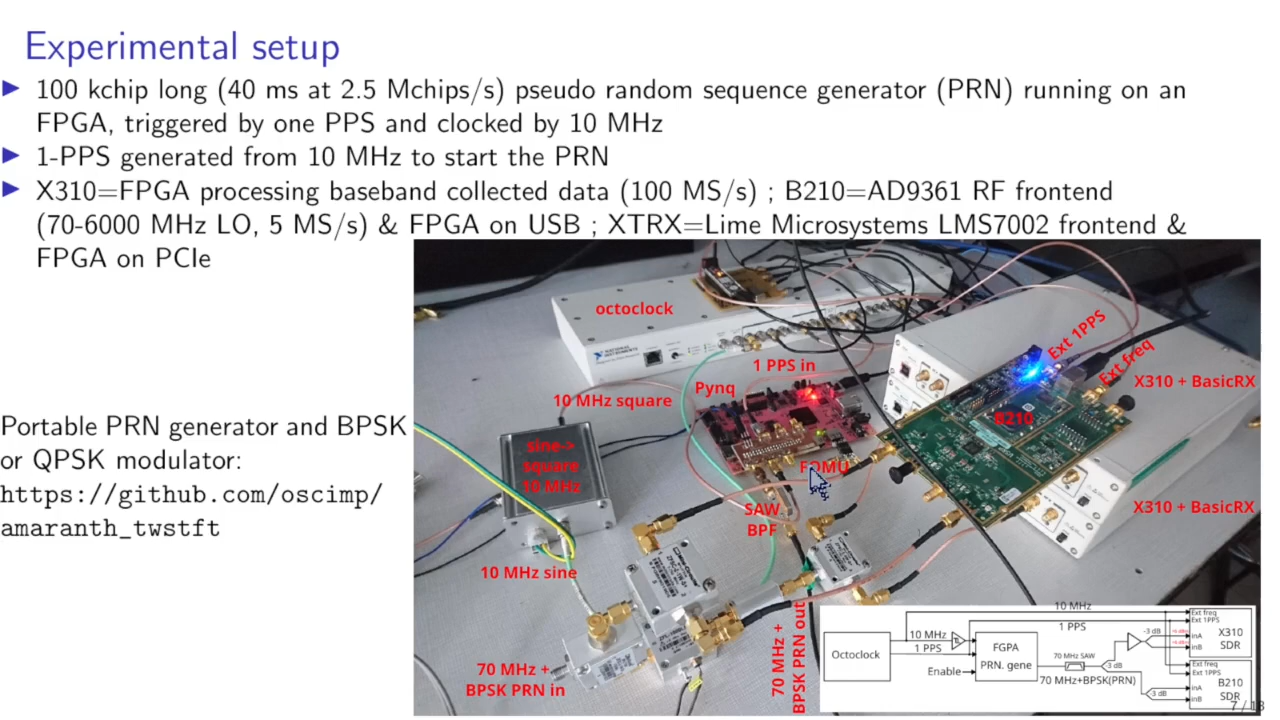 Experimental setup
100 kchip long (40 ms at 2.5 Mchips/s) pseudo random sequence generator (PRN) running on an
FPGA, triggered by one PPS and clocked by 10 MHz
1-PPS generated from 10 MHz to start the PRN
X310=FPGA processing baseband collected data (100 MS/s) ; B210=AD9361 RF frontend
(70-6000 MHz LO, 5 MS/s) & FPGA on USB ; XTRX=Lime Microsystems LMS7002 frontend &
FPGA on PCIe
Portable PRN generator and BPSK
or QPSK modulator:
https://github.com/oscimp/
amaranth_twstft
octoclock
NATIONAL INSTRUMENTS
1 PPS in
Ext 1PPS
Ext freq
Pynq
10 MHz square
X310 + BasicRX
B210
sine->
square
10 MHz
FOMU
SAW
BPF
X310 + BasicRX
10 MHz sine
70 MHz +
BPSK PRN in
70 MHz +
BPSK PRN out
10 MHz
1 PPS
Octoclock
10 MHz
1 PPS
Enable
FGPA
PRN. gene
70 MHz SAW
70 MHz+BPSK(PRN)
-3 dB
-3 dB
-3 dB
Ext freq
Ext 1PPS
inA
inB
X310
SDR
Ext freq
Ext 1PPS
inA
inB
B210
SDR
7 / 13